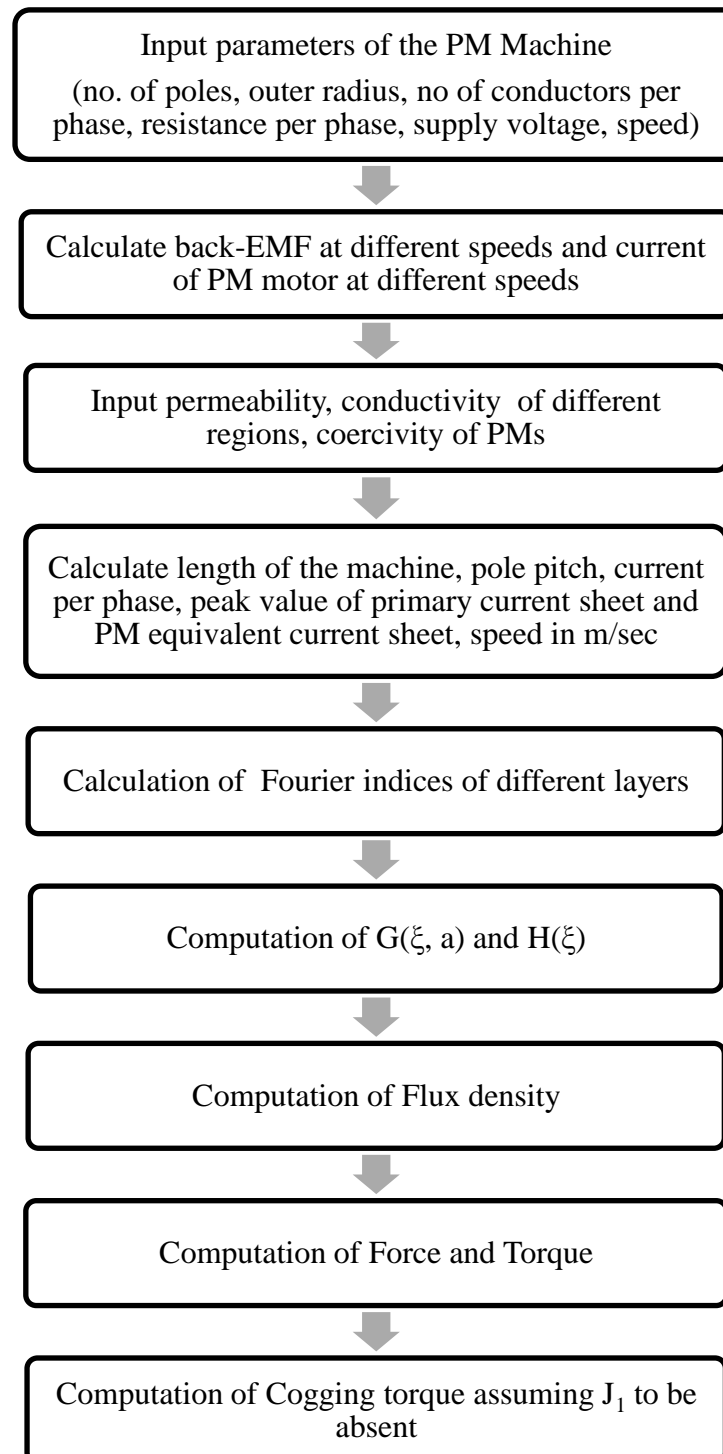 Input parameters of the PM Machine
(no. of poles, outer radius, no of conductors per
phase, resistance per phase, supply voltage, speed)
Calculate back-EMF at different speeds and current
of PM motor at different speeds
Input permeability, conductivity of different
regions, coercivity of PMs
Calculate length of the machine, pole pitch, current
per phase, peak value of primary current sheet and
PM equivalent current sheet, speed in m/sec
Calculation of Fourier indices of different layers
Computation of G(ξ, a) and H(ξ)
Computation of Flux density
Computation of Force and Torque
Computation of Cogging torque assuming J₁ to be
absent